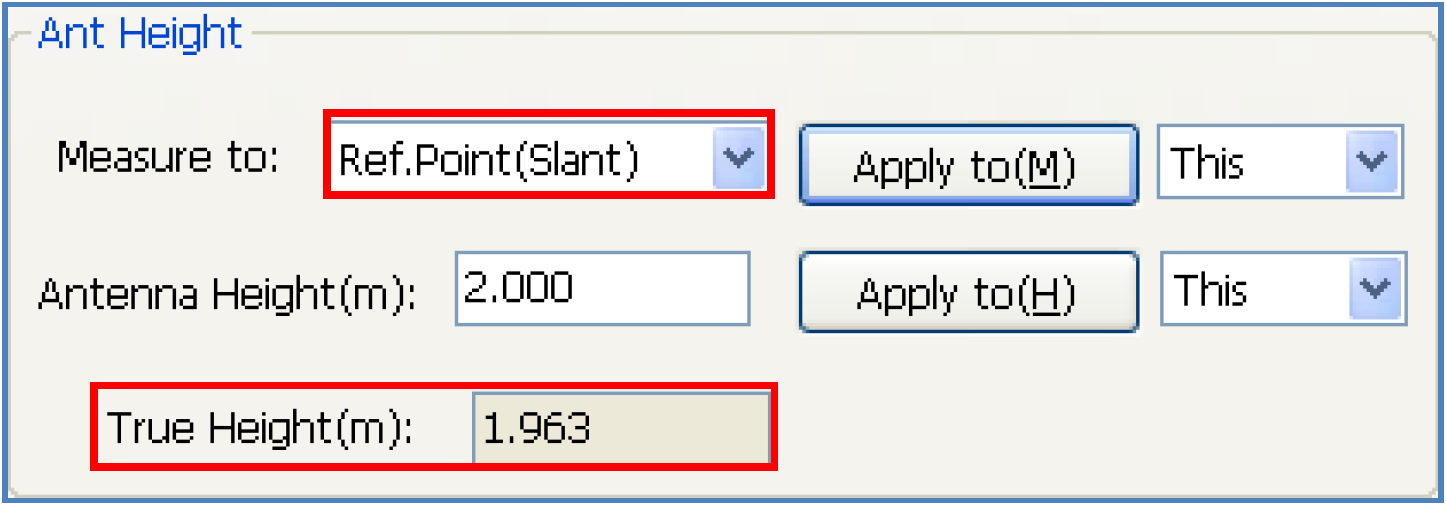 Ant Height
Measure to: Ref.Point(Slant) Apply to(M) This
Antenna Height(m): 2.000 Apply to(H) This
True Height(m): 1.963